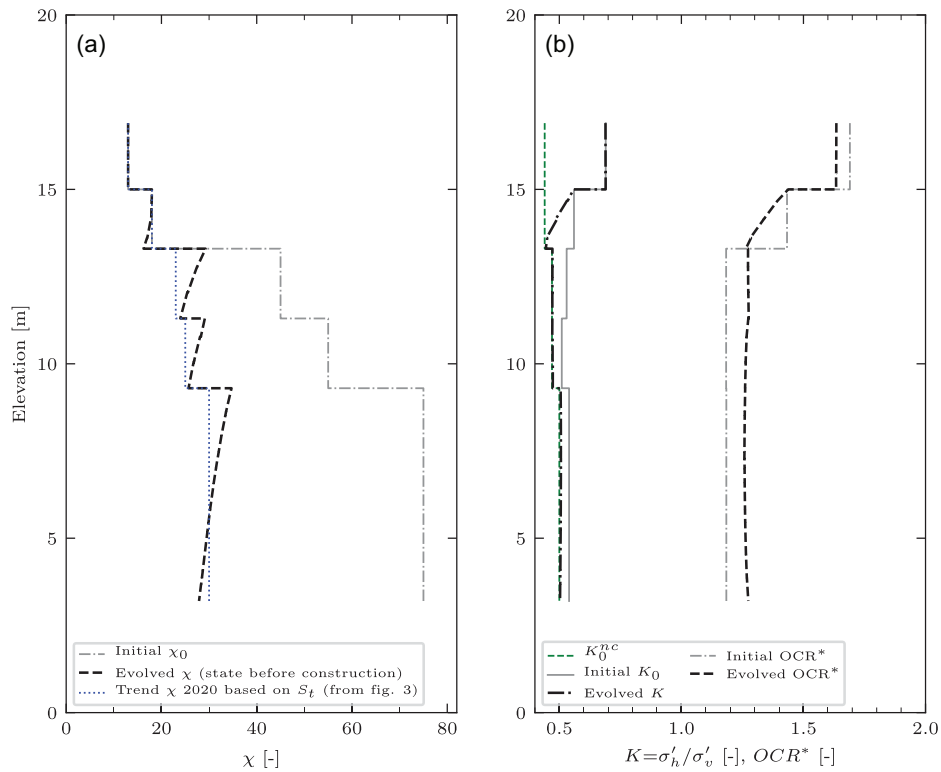 (a)
20
15
10
5
0
Elevation [m]
0 20 40 60 80
χ [-]
Initial χ₀
Evolved χ (state before construction)
Trend χ 2020 based on Sₜ (from fig. 3)
(b)
20
15
10
5
0
0.5 1.0 1.5 2.0
K=σ′ₕ/σ′ᵥ [-], OCR* [-]
K₀ⁿᶜ
Initial K₀
Evolved K
Initial OCR*
Evolved OCR*